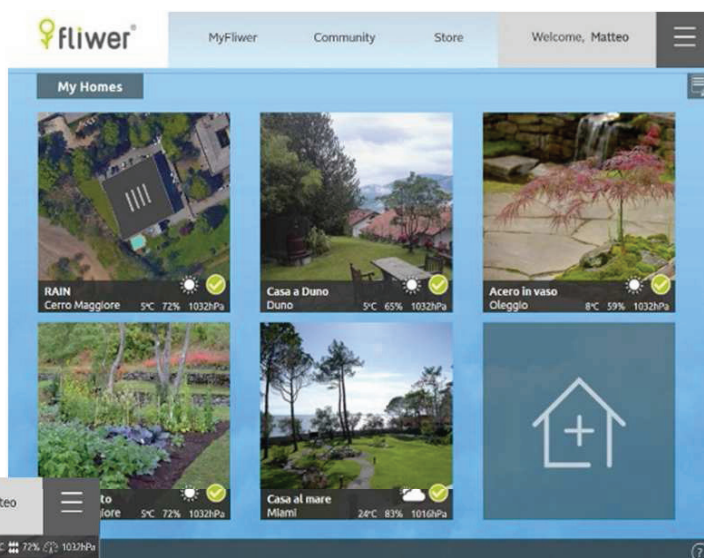 fliwer®
MyFliwer
Community
Store
Welcome, Matteo
My Homes
RAIN
Cerro Maggiore 5°C 72% 1032hPa
Casa a Duno
Duno 5°C 65% 1032hPa
Acero in vaso
Oleggio 8°C 59% 1032hPa
5°C 72% 1032hPa
Casa al mare
Miami 24°C 83% 1016hPa
72% 1032hPa
?